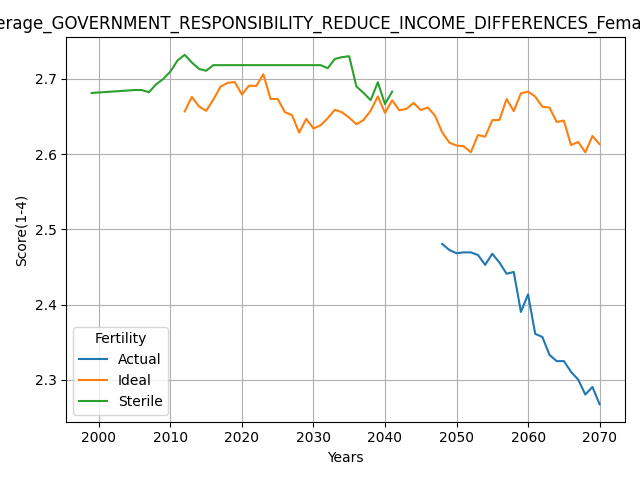 erage_GOVERNMENT_RESPONSIBILITY_REDUCE_INCOME_DIFFERENCES_Fema
2.7
2.6
2.5
2.4
2.3
Score(1-4)
Fertility
Actual
Ideal
Sterile
2000 2010 2020 2030 2040 2050 2060 2070
Years